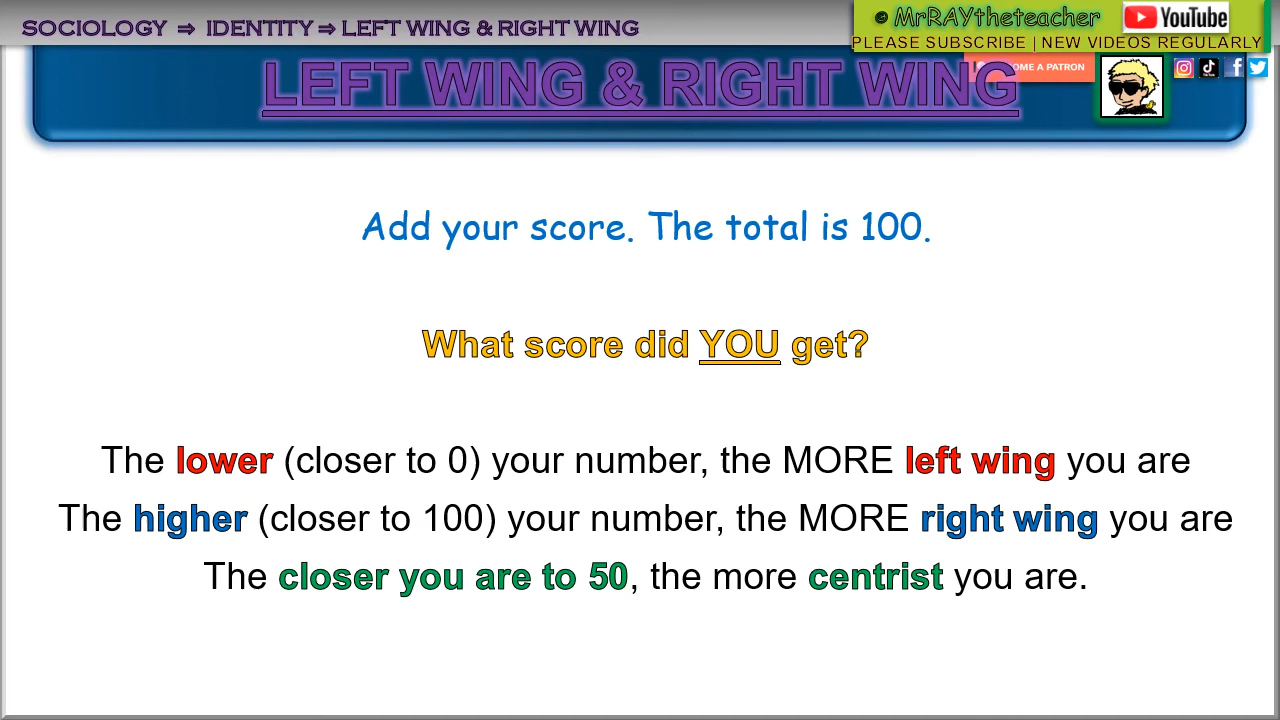 SOCIOLOGY ⇒ IDENTITY ⇒ LEFT WING & RIGHT WING
© MrRAYtheteacher
YouTube
PLEASE SUBSCRIBE | NEW VIDEOS REGULARLY
OME A PATRON
LEFT WING & RIGHT WING
Add your score. The total is 100.
What score did YOU get?
The lower (closer to 0) your number, the MORE left wing you are
The higher (closer to 100) your number, the MORE right wing you are
The closer you are to 50, the more centrist you are.